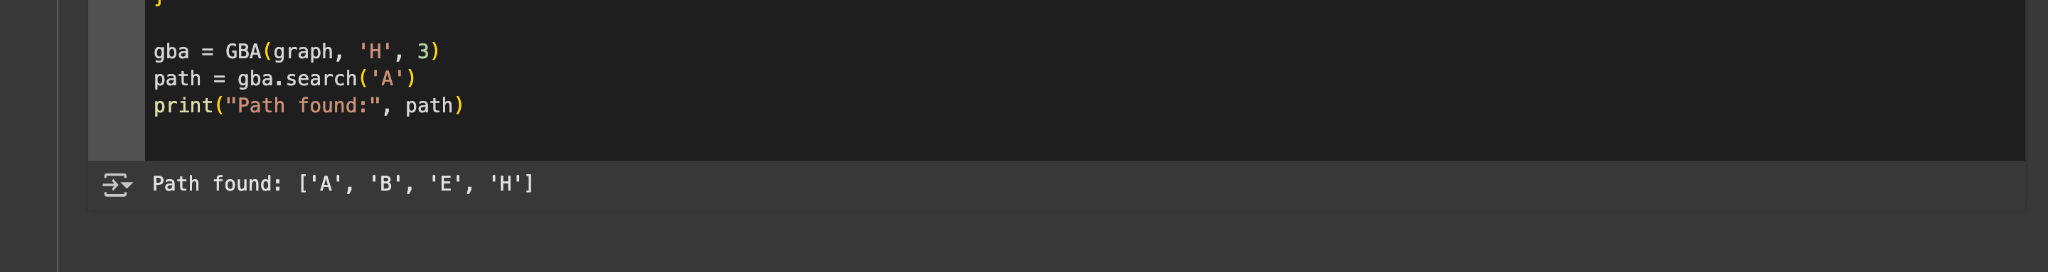 }
gba = GBA(graph, 'H', 3)
path = gba.search('A')
print("Path found:", path)
Path found: ['A', 'B', 'E', 'H']